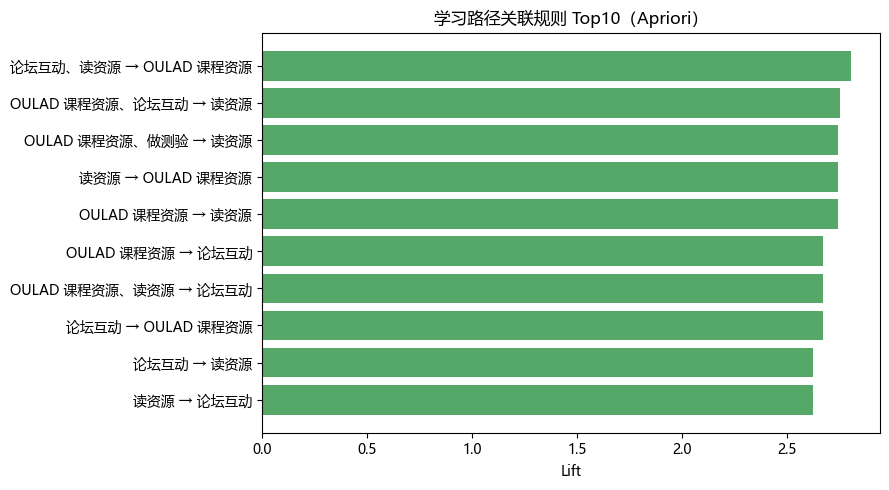 学习路径关联规则 Top10（Apriori）
论坛互动、读资源 → OULAD 课程资源
OULAD 课程资源、论坛互动 → 读资源
OULAD 课程资源、做测验 → 读资源
读资源 → OULAD 课程资源
OULAD 课程资源 → 读资源
OULAD 课程资源 → 论坛互动
OULAD 课程资源、读资源 → 论坛互动
论坛互动 → OULAD 课程资源
论坛互动 → 读资源
读资源 → 论坛互动
0.0 0.5 1.0 1.5 2.0 2.5
Lift